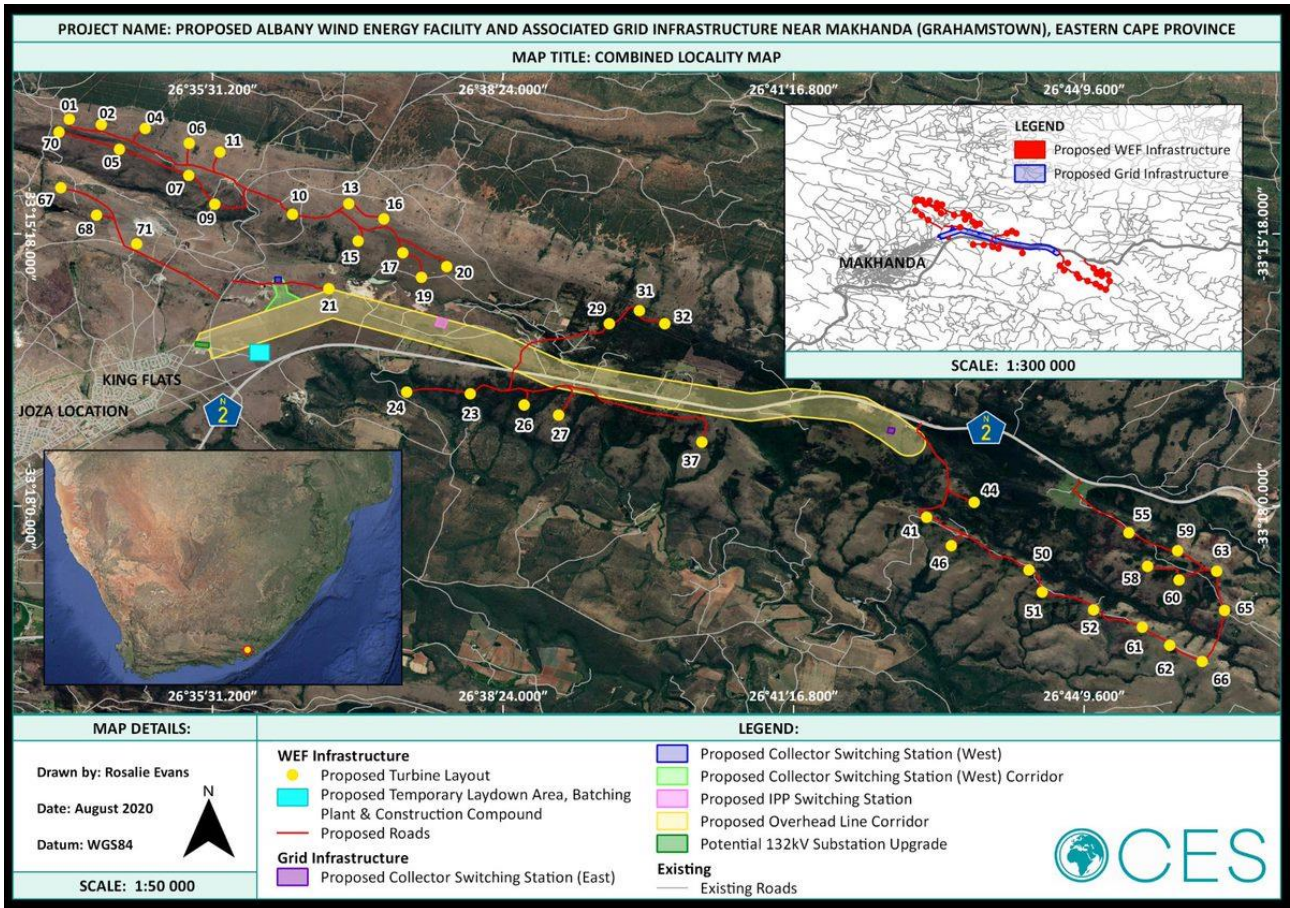 PROJECT NAME: PROPOSED ALBANY WIND ENERGY FACILITY AND ASSOCIATED GRID INFRASTRUCTURE NEAR MAKHANDA (GRAHAMSTOWN), EASTERN CAPE PROVINCE
MAP TITLE: COMBINED LOCALITY MAP
26°35'31.200" 26°38'24.000" 26°41'16.800" 26°44'9.600"
01 02 04 06 11
70 05 07 09 10 13 16
67 68 71 15 17 19 20
21 29 31 32
24 23 26 27 37
41 44 46 50 51 52
55 59 63 58 60 65
61 62 66
33°15'18.000"
-33°15'18.000"
-33°18'0.000"
-33°18'0.000"
KING FLATS
JOZA LOCATION
N
2
N
2
LEGEND
Proposed WEF Infrastructure
Proposed Grid Infrastructure
MAKHANDA
SCALE: 1:300 000
26°35'31.200" 26°38'24.000" 26°41'16.800" 26°44'9.600"
MAP DETAILS:
Drawn by: Rosalie Evans
Date: August 2020
Datum: WGS84
N
SCALE: 1:50 000
LEGEND:
WEF Infrastructure
Proposed Turbine Layout
Proposed Temporary Laydown Area, Batching
Plant & Construction Compound
Proposed Roads
Grid Infrastructure
Proposed Collector Switching Station (East)
Proposed Collector Switching Station (West)
Proposed Collector Switching Station (West) Corridor
Proposed IPP Switching Station
Proposed Overhead Line Corridor
Potential 132kV Substation Upgrade
Existing
Existing Roads
CES